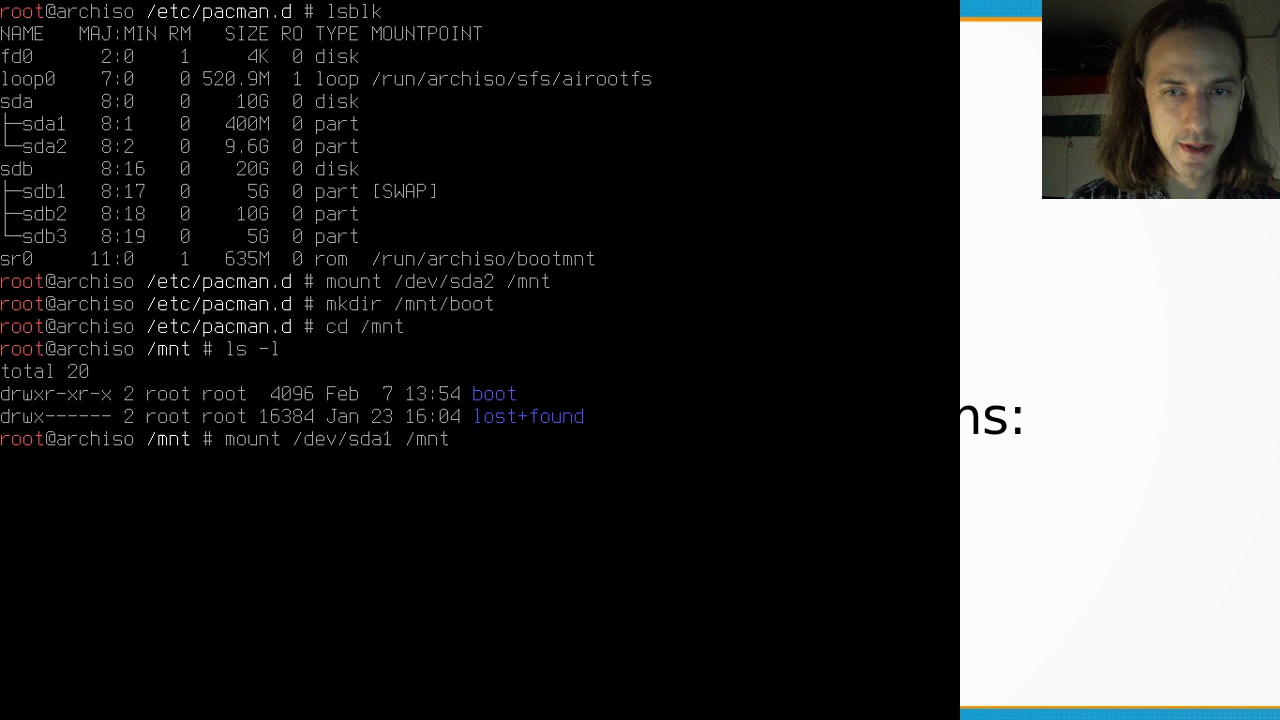 root@archiso /etc/pacman.d # lsblk
NAME   MAJ:MIN RM   SIZE RO TYPE MOUNTPOINT
fd0      2:0    1     4K  0 disk
loop0    7:0    0 520.9M  1 loop /run/archiso/sfs/airootfs
sda      8:0    0    10G  0 disk
├─sda1   8:1    0   400M  0 part
└─sda2   8:2    0   9.6G  0 part
sdb      8:16   0    20G  0 disk
├─sdb1   8:17   0     5G  0 part [SWAP]
├─sdb2   8:18   0    10G  0 part
└─sdb3   8:19   0     5G  0 part
sr0     11:0    1   635M  0 rom  /run/archiso/bootmnt
root@archiso /etc/pacman.d # mount /dev/sda2 /mnt
root@archiso /etc/pacman.d # mkdir /mnt/boot
root@archiso /etc/pacman.d # cd /mnt
root@archiso /mnt # ls -l
total 20
drwxr-xr-x 2 root root  4096 Feb  7 13:54 boot
drwx------ 2 root root 16384 Jan 23 16:04 lost+found
root@archiso /mnt # mount /dev/sda1 /mnt
ns: